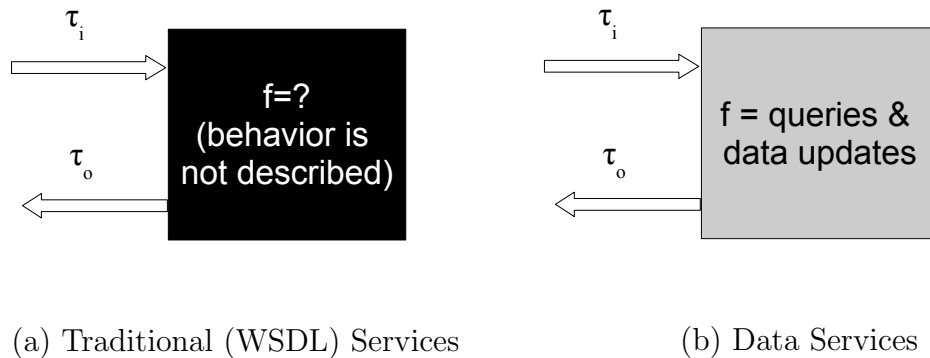 τi
f=?
(behavior is
not described)
τo
(a) Traditional (WSDL) Services
τi
f = queries &
data updates
τo
(b) Data Services